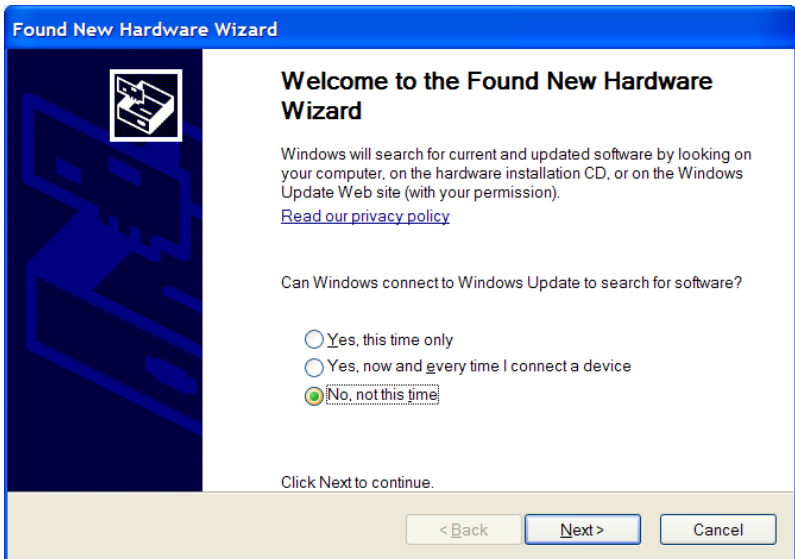 Found New Hardware Wizard
Welcome to the Found New Hardware
Wizard
Windows will search for current and updated software by looking on
your computer, on the hardware installation CD, or on the Windows
Update Web site (with your permission).
Read our privacy policy
Can Windows connect to Windows Update to search for software?
Yes, this time only
Yes, now and every time I connect a device
No, not this time
Click Next to continue.
< Back
Next >
Cancel